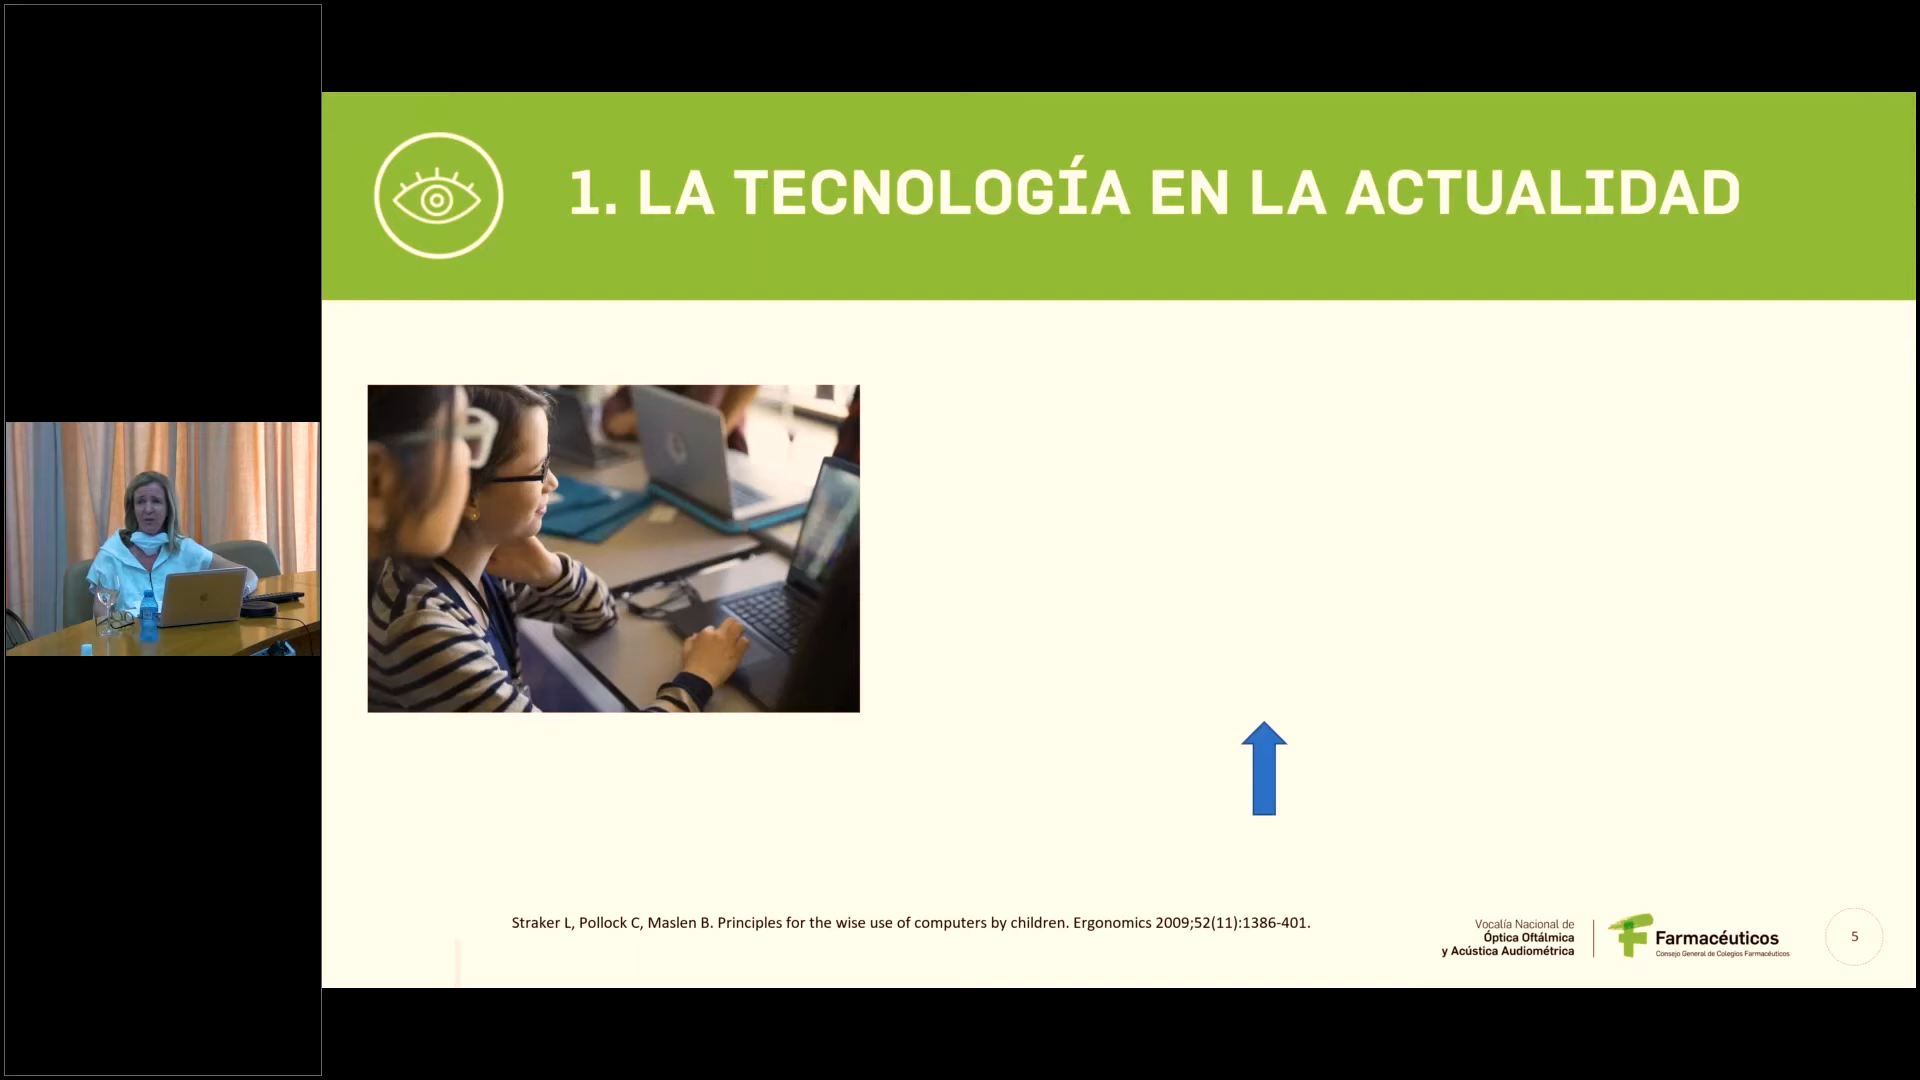 1. LA TECNOLOGÍA EN LA ACTUALIDAD
Straker L, Pollock C, Maslen B. Principles for the wise use of computers by children. Ergonomics 2009;52(11):1386-401.
Vocalía Nacional de
Óptica Oftálmica
y Acústica Audiométrica
Farmacéuticos
Consejo General de Colegios Farmacéuticos
5